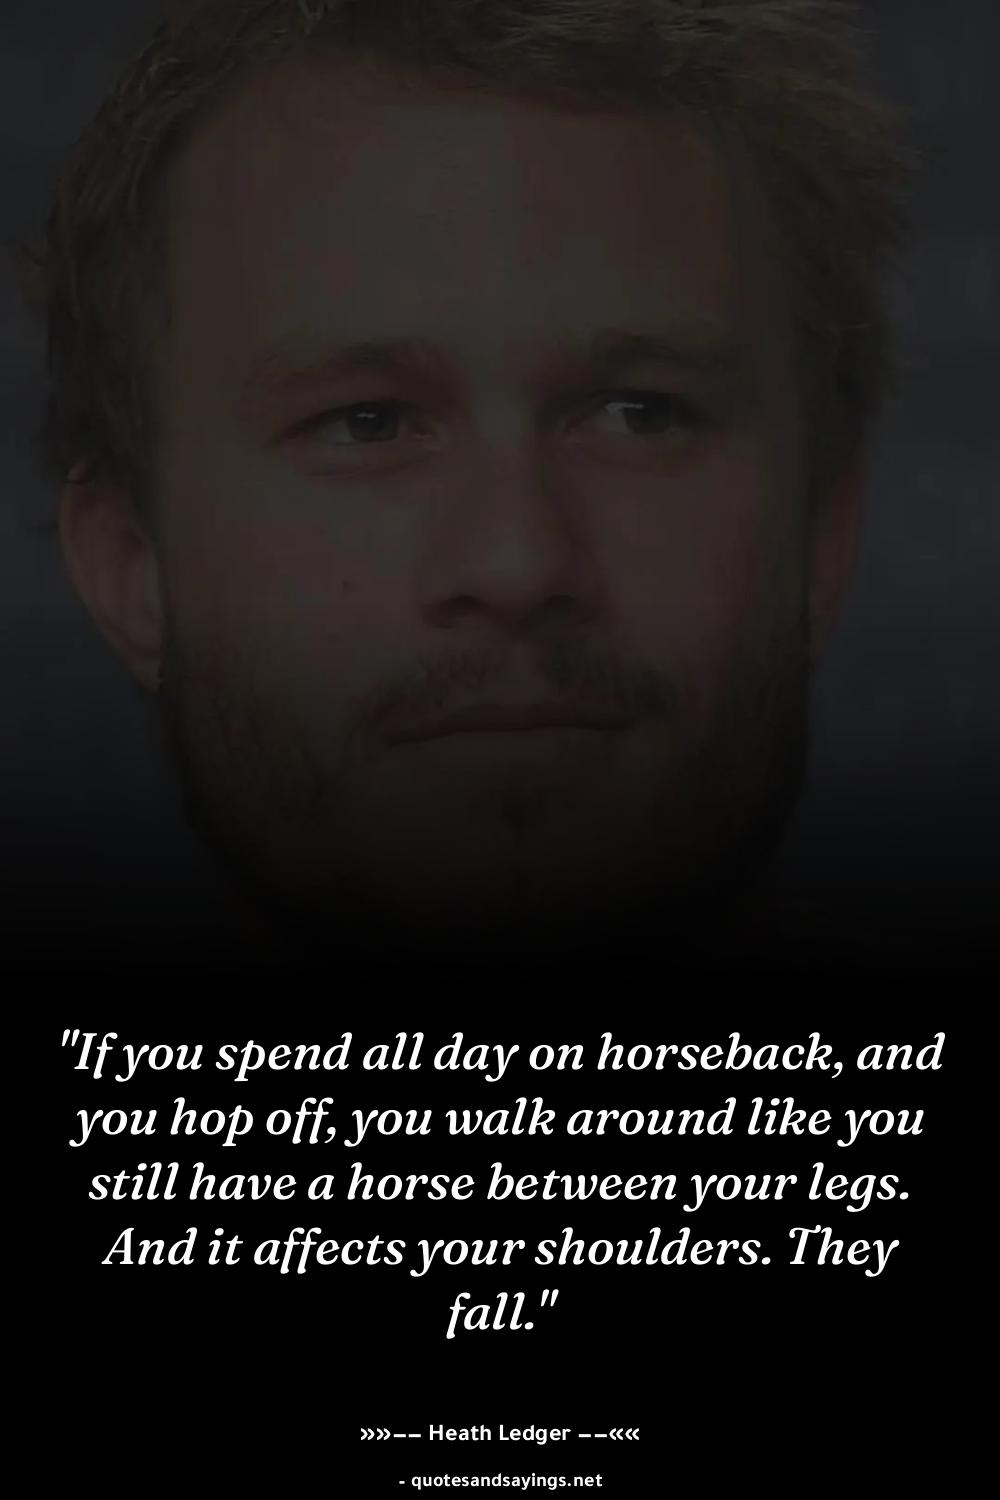 "If you spend all day on horseback, and
you hop off, you walk around like you
still have a horse between your legs.
And it affects your shoulders. They
fall."
»»–– Heath Ledger ––««
- quotesandsayings.net